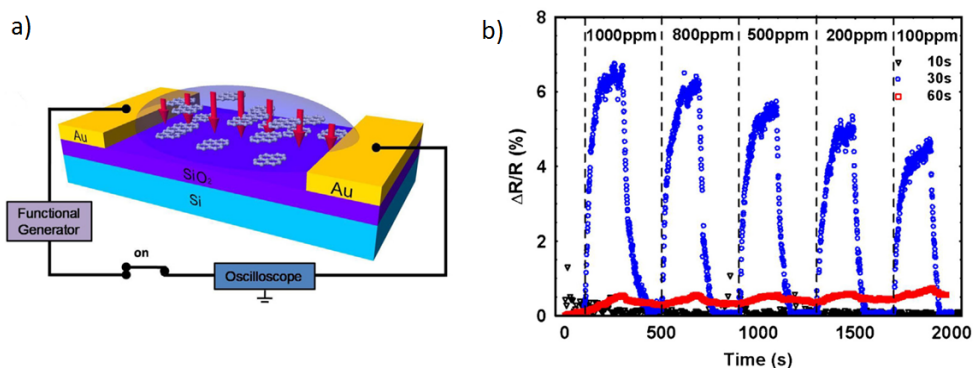 a)
Au
SiO₂
Si
Au
Functional
Generator
on
Oscilloscope
b)
8
6
4
2
0
ΔR/R (%)
1000ppm
800ppm
500ppm
200ppm
100ppm
10s
30s
60s
0
500
1000
1500
2000
Time (s)